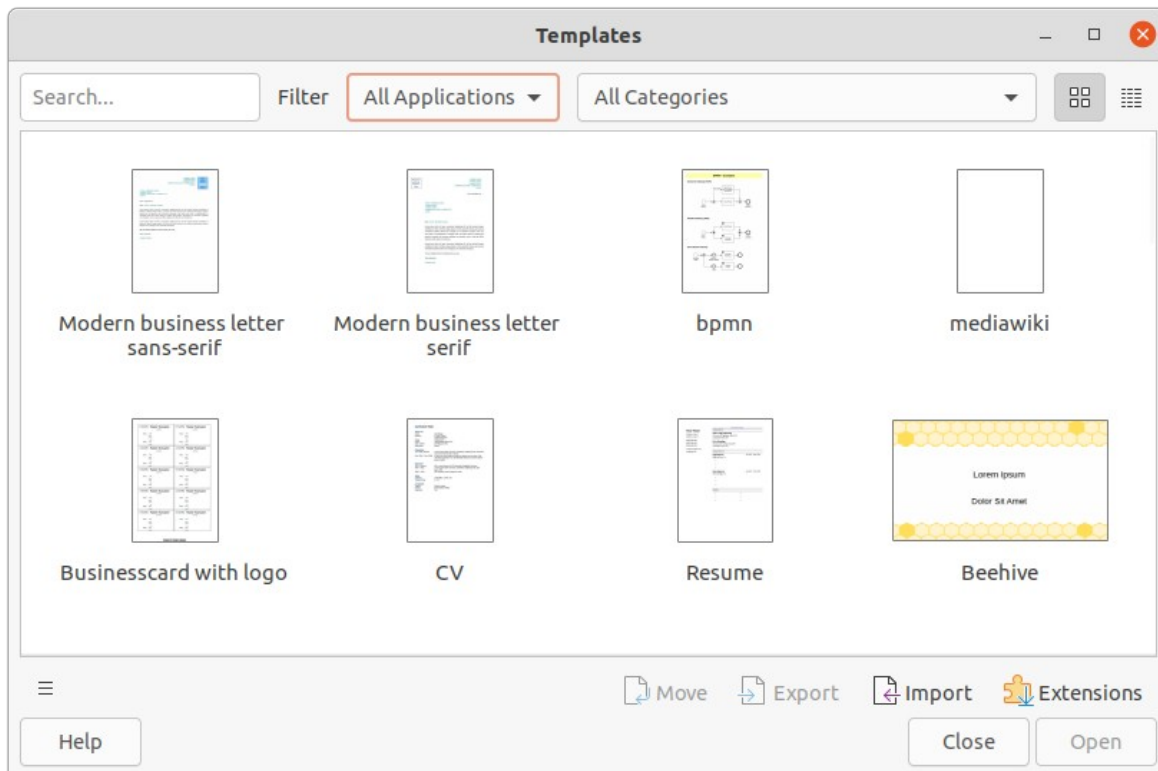 Templates
Search...
Filter
All Applications
All Categories
Modern business letter
sans-serif
Modern business letter
serif
bpmn
mediawiki
Lorem Ipsum
Dolor Sit Amet
Businesscard with logo
CV
Resume
Beehive
Move
Export
Import
Extensions
Help
Close
Open